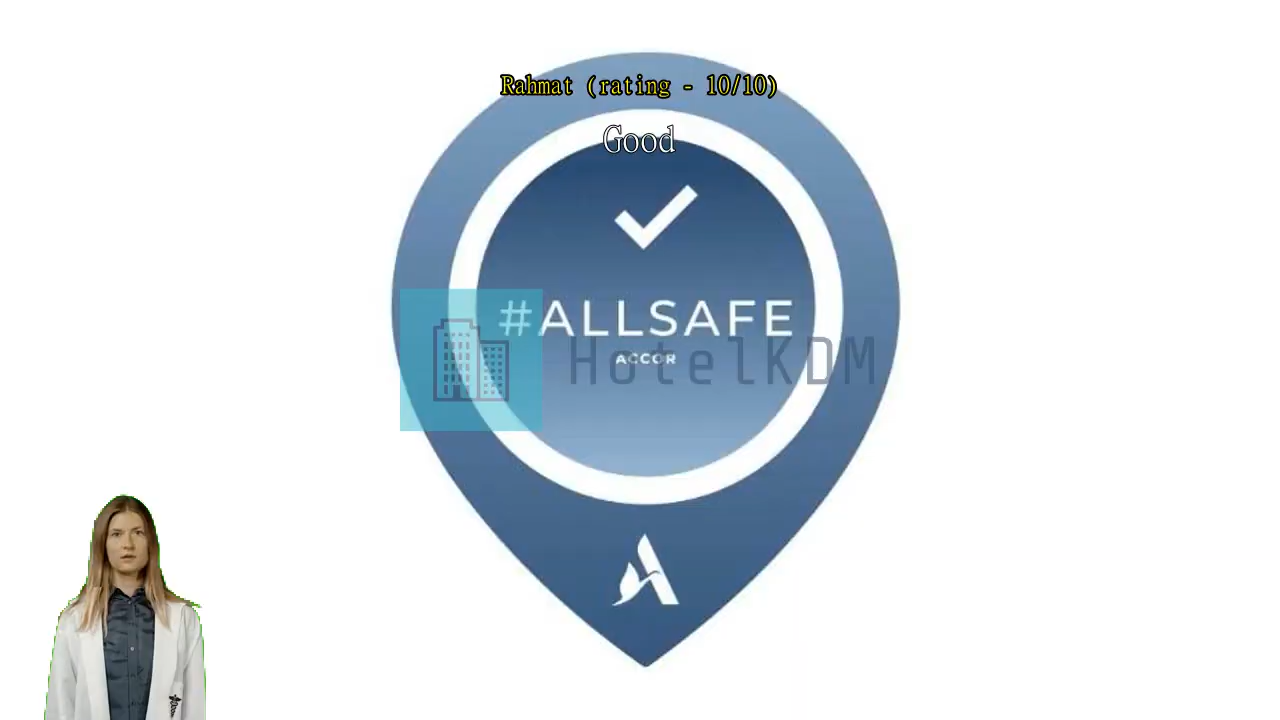 Rahmat (rating - 10/10)
Good
#ALLSAFE
ACCOR
HotelKDM